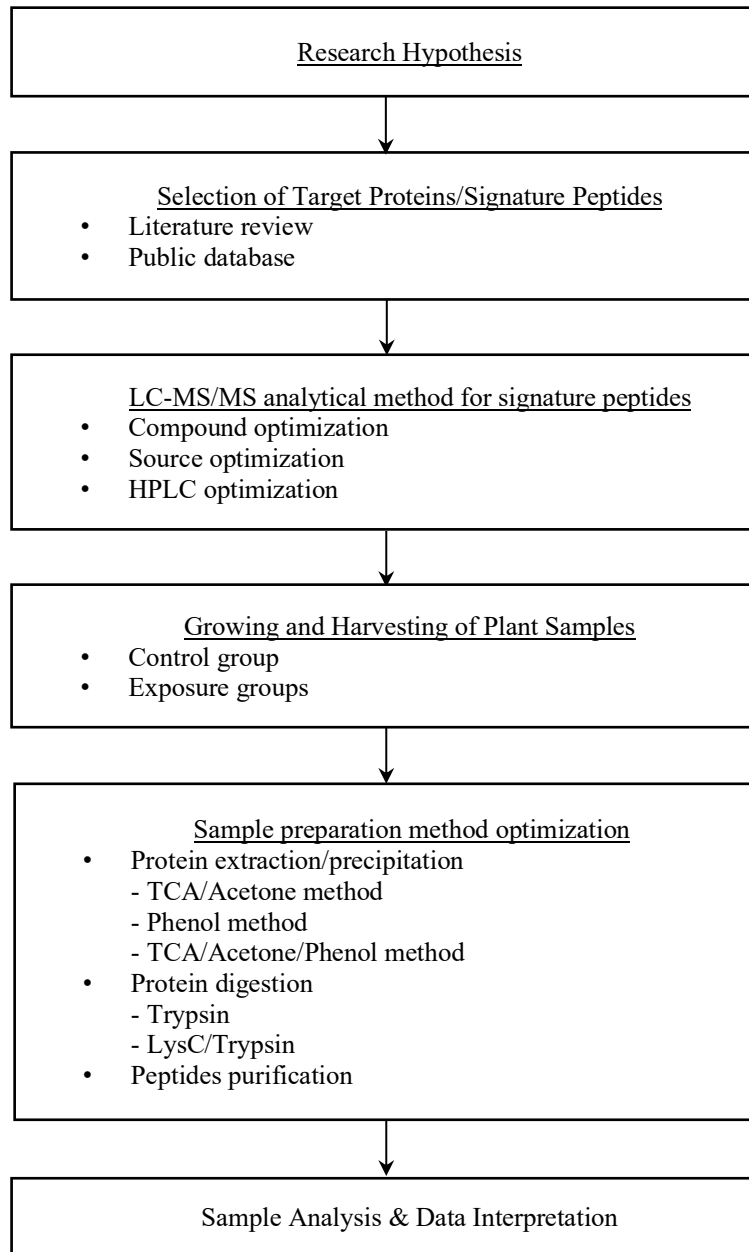 Research Hypothesis
Selection of Target Proteins/Signature Peptides
• Literature review
• Public database
LC-MS/MS analytical method for signature peptides
• Compound optimization
• Source optimization
• HPLC optimization
Growing and Harvesting of Plant Samples
• Control group
• Exposure groups
Sample preparation method optimization
• Protein extraction/precipitation
- TCA/Acetone method
- Phenol method
- TCA/Acetone/Phenol method
• Protein digestion
- Trypsin
- LysC/Trypsin
• Peptides purification
Sample Analysis & Data Interpretation